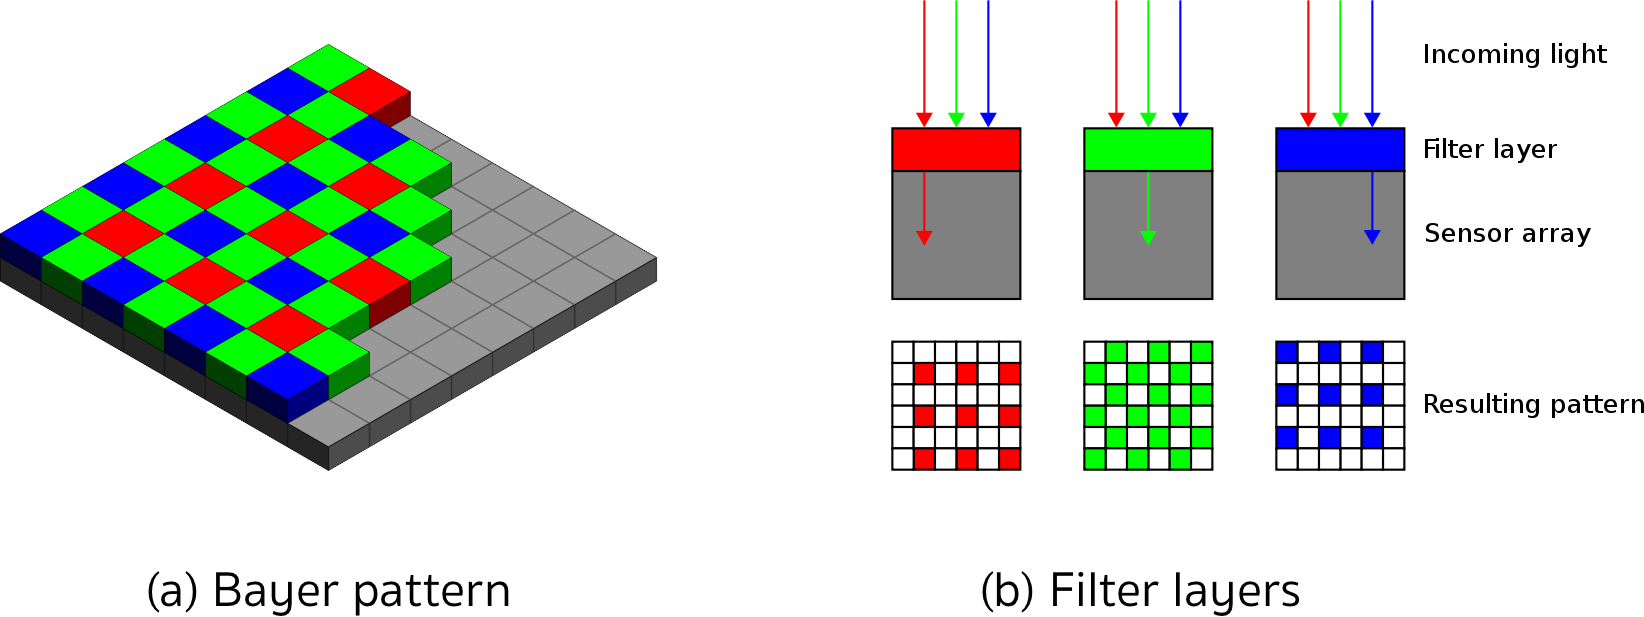 Incoming light
Filter layer
Sensor array
Resulting pattern
(a) Bayer pattern
(b) Filter layers